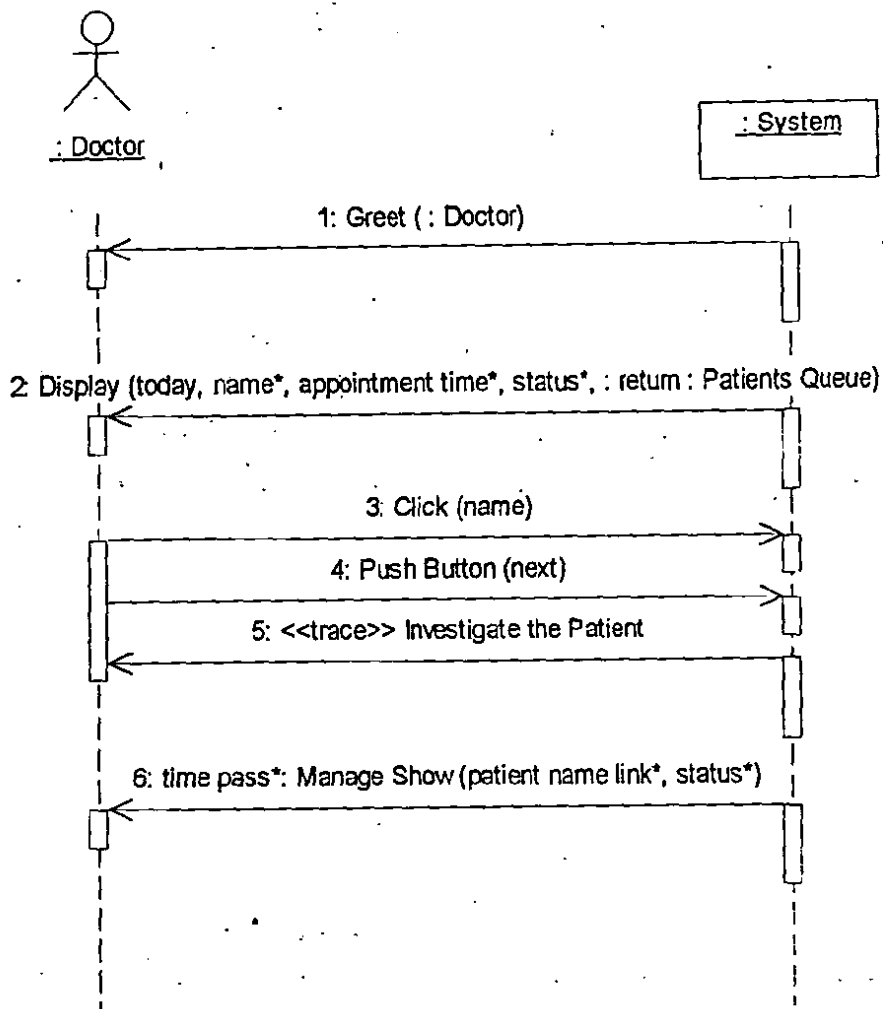 : Doctor
: System
1: Greet ( : Doctor)
2: Display (today, name*, appointment time*, status*, : return : Patients Queue)
3: Click (name)
4: Push Button (next)
5: <<trace>> Investigate the Patient
6: time pass*: Manage Show (patient name link*, status*)